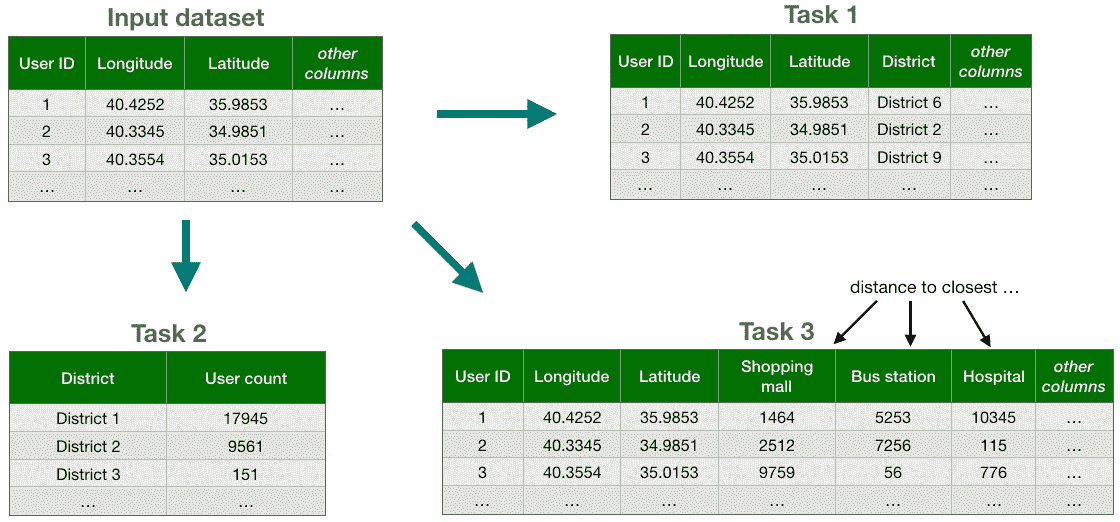 Input dataset
User ID Longitude Latitude other columns
1 40.4252 35.9853 ...
2 40.3345 34.9851 ...
3 40.3554 35.0153 ...
... ... ... ...
Task 1
User ID Longitude Latitude District other columns
1 40.4252 35.9853 District 6 ...
2 40.3345 34.9851 District 2 ...
3 40.3554 35.0153 District 9 ...
... ... ... ... ...
Task 2
District User count
District 1 17945
District 2 9561
District 3 151
... ...
distance to closest ...
Task 3
User ID Longitude Latitude Shopping mall Bus station Hospital other columns
1 40.4252 35.9853 1464 5253 10345 ...
2 40.3345 34.9851 2512 7256 115 ...
3 40.3554 35.0153 9759 56 776 ...
... ... ... ... ... ... ...